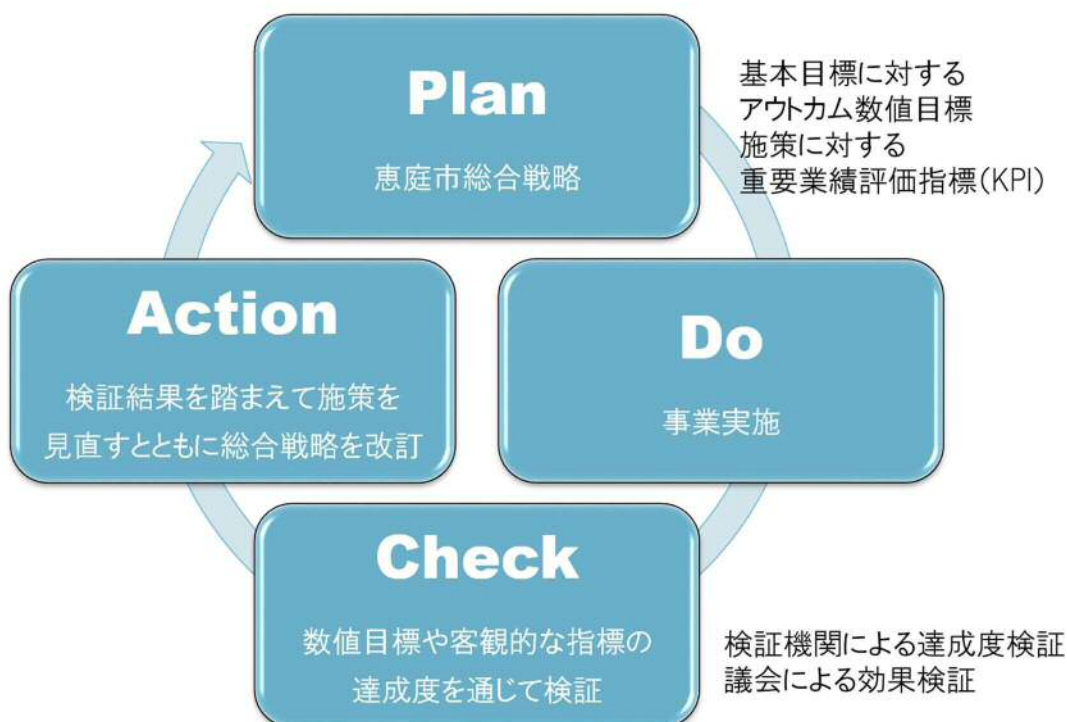 Plan
恵庭市総合戦略
基本目標に対する
アウトカム数値目標
施策に対する
重要業績評価指標(KPI)
Do
事業実施
Check
数値目標や客観的な指標の
達成度を通じて検証
検証機関による達成度検証
議会による効果検証
Action
検証結果を踏まえて施策を
見直すとともに総合戦略を改訂